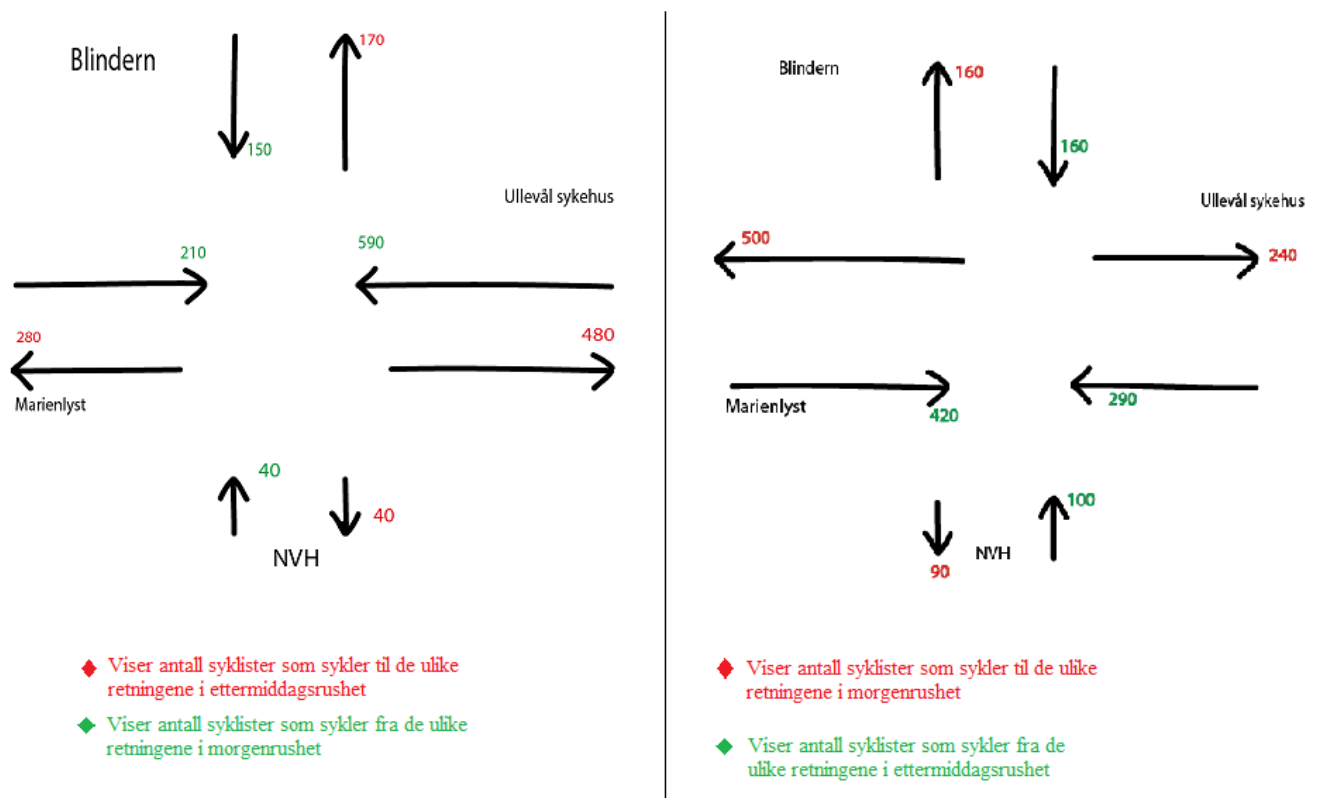 Blindern
170
150
Ullevål sykehus
210
590
280
480
Marienlyst
40
40
NVH
Viser antall syklister som sykler til de ulike
retningene i ettermiddagsrushet
Viser antall syklister som sykler fra de ulike
retningene i morgenrushet
Blindern
160
160
Ullevål sykehus
500
240
Marienlyst
420
290
100
NVH
90
Viser antall syklister som sykler til de ulike
retningene i morgenrushet
Viser antall syklister som sykler fra de
ulike retningene i ettermiddagsrushet